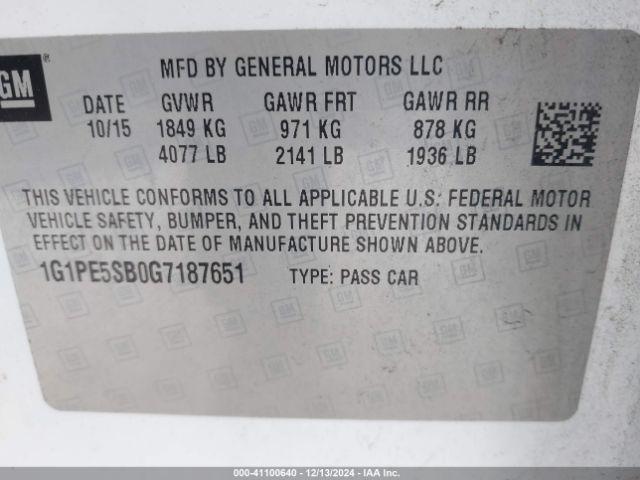 GM ®
MFD BY GENERAL MOTORS LLC
DATE GVWR GAWR FRT GAWR RR
10/15 1849 KG 971 KG 878 KG
4077 LB 2141 LB 1936 LB
THIS VEHICLE CONFORMS TO ALL APPLICABLE U.S. FEDERAL MOTOR
VEHICLE SAFETY, BUMPER, AND THEFT PREVENTION STANDARDS IN
EFFECT ON THE DATE OF MANUFACTURE SHOWN ABOVE.
1G1PE5SB0G7187651 TYPE: PASS CAR
000-41100640 - 12/13/2024 - IAA Inc.